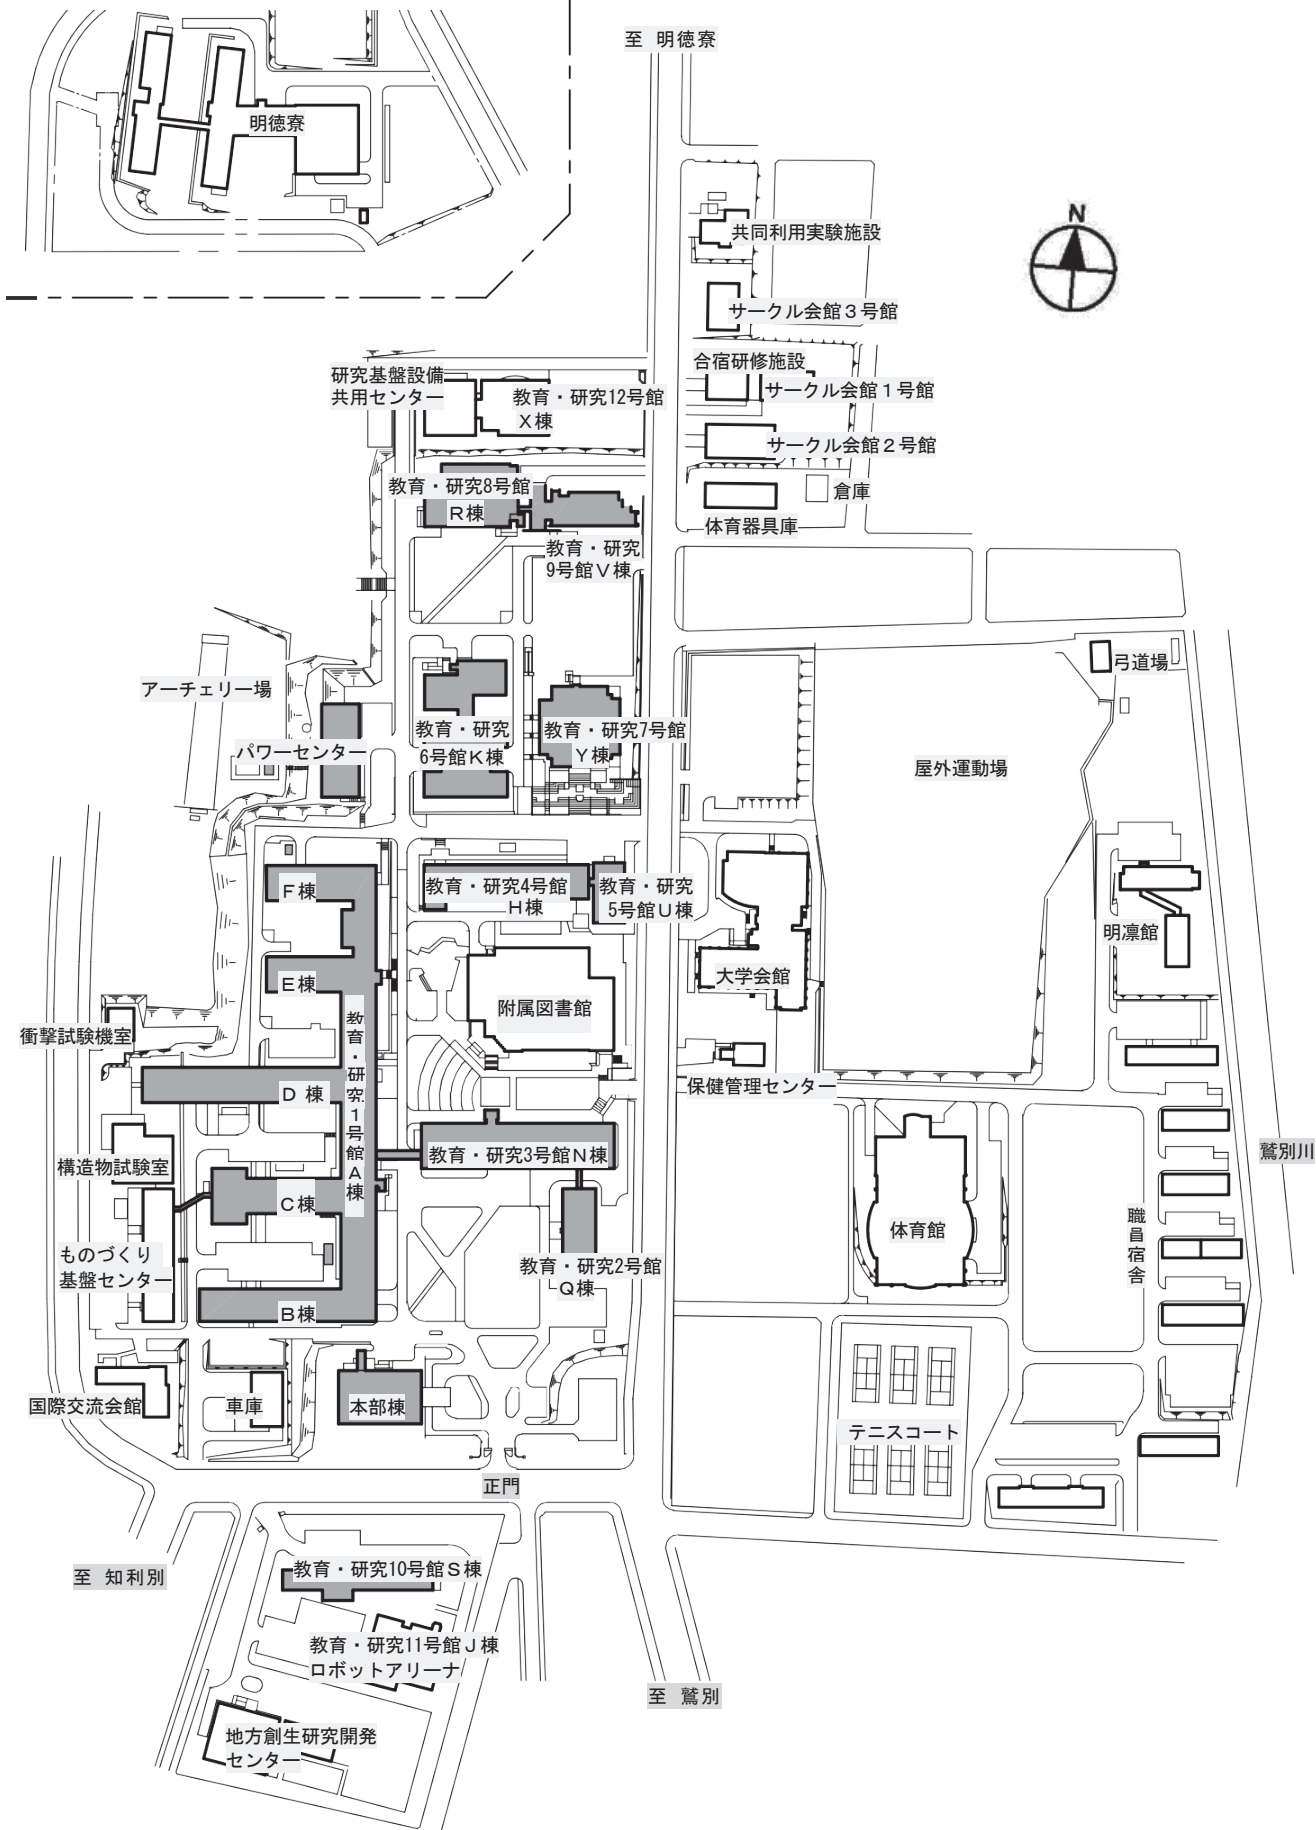 至 明徳寮
明徳寮
N
共同利用実験施設
サークル会館3号館
合宿研修施設
サークル会館1号館
研究基盤設備
共用センター
教育・研究12号館
X棟
サークル会館2号館
教育・研究8号館
R棟
倉庫
体育器具庫
教育・研究
9号館V棟
弓道場
アーチェリー場
パワーセンター
教育・研究
6号館K棟
教育・研究7号館
Y棟
屋外運動場
F棟
教育・研究4号館
H棟
教育・研究
5号館U棟
明凛館
E棟
大学会館
附属図書館
衝撃試験機室
教育・研究1号館A棟
D棟
保健管理センター
構造物試験室
教育・研究3号館N棟
鷲別川
C棟
体育館
職員宿舎
ものづくり
基盤センター
教育・研究2号館
Q棟
B棟
国際交流会館
車庫
本部棟
テニスコート
正門
至 知利別
教育・研究10号館S棟
教育・研究11号館J棟
ロボットアリーナ
至 鷲別
地方創生研究開発
センター